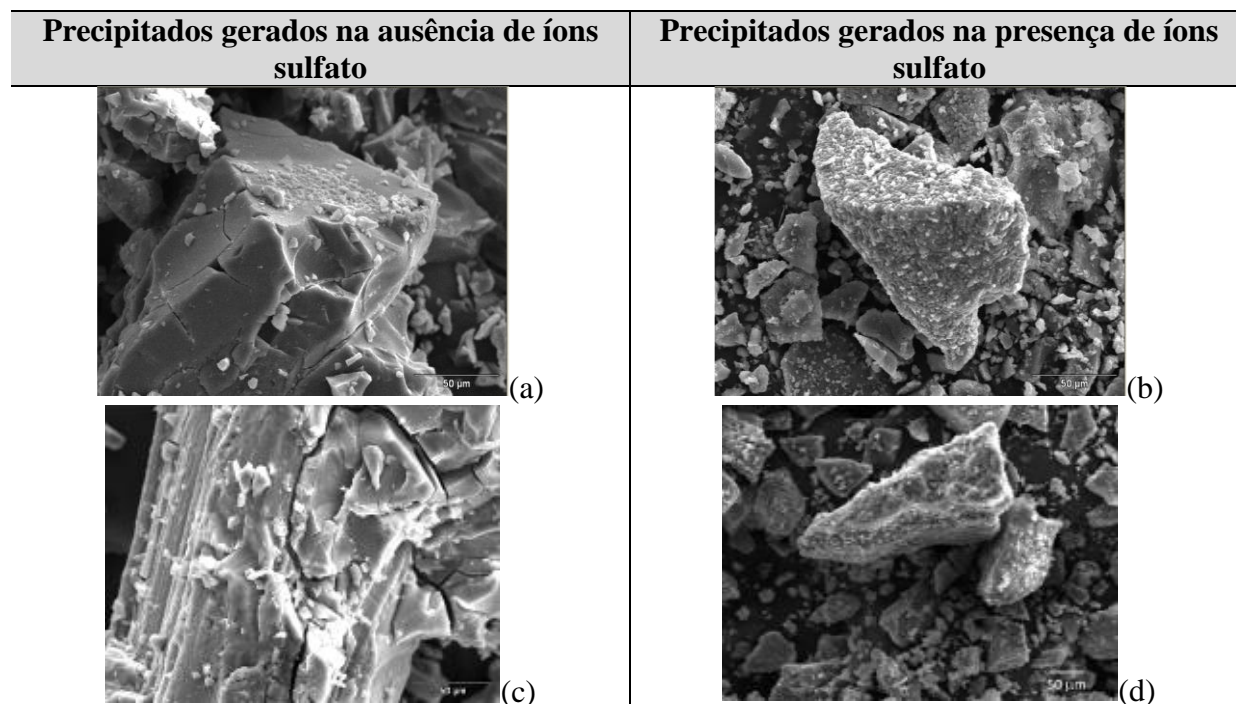 Precipitados gerados na ausência de íons
sulfato
Precipitados gerados na presença de íons
sulfato
50 µm
(a)
50 µm
(b)
(c)
50 µm
(d)